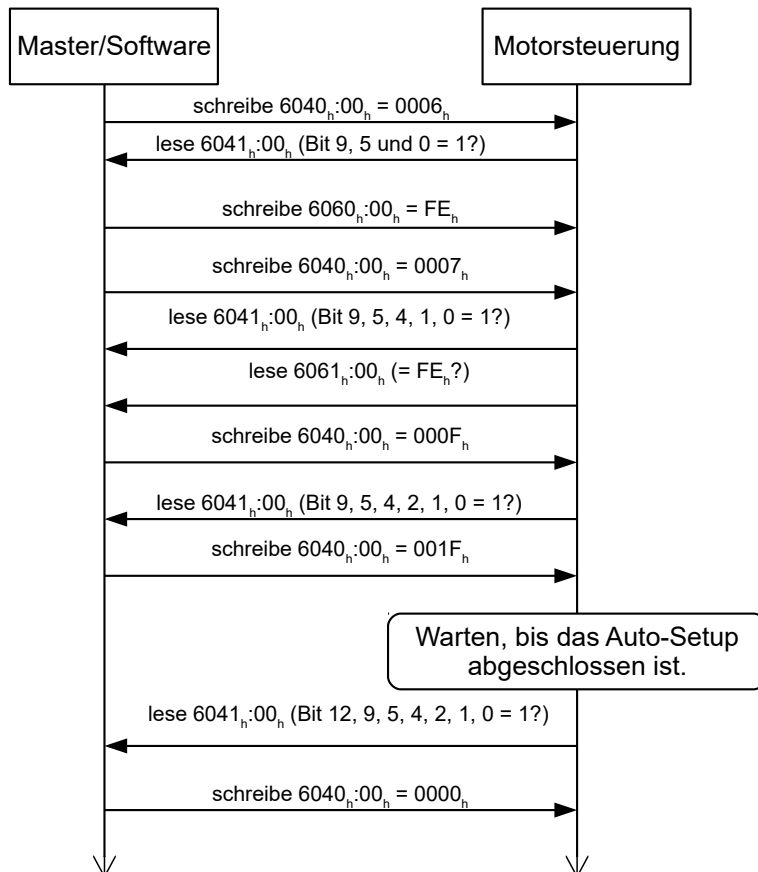 Master/Software
Motorsteuerung
schreibe 6040ₕ:00ₕ = 0006ₕ
lese 6041ₕ:00ₕ (Bit 9, 5 und 0 = 1?)
schreibe 6060ₕ:00ₕ = FEₕ
schreibe 6040ₕ:00ₕ = 0007ₕ
lese 6041ₕ:00ₕ (Bit 9, 5, 4, 1, 0 = 1?)
lese 6061ₕ:00ₕ (= FEₕ?)
schreibe 6040ₕ:00ₕ = 000Fₕ
lese 6041ₕ:00ₕ (Bit 9, 5, 4, 2, 1, 0 = 1?)
schreibe 6040ₕ:00ₕ = 001Fₕ
Warten, bis das Auto-Setup
abgeschlossen ist.
lese 6041ₕ:00ₕ (Bit 12, 9, 5, 4, 2, 1, 0 = 1?)
schreibe 6040ₕ:00ₕ = 0000ₕ